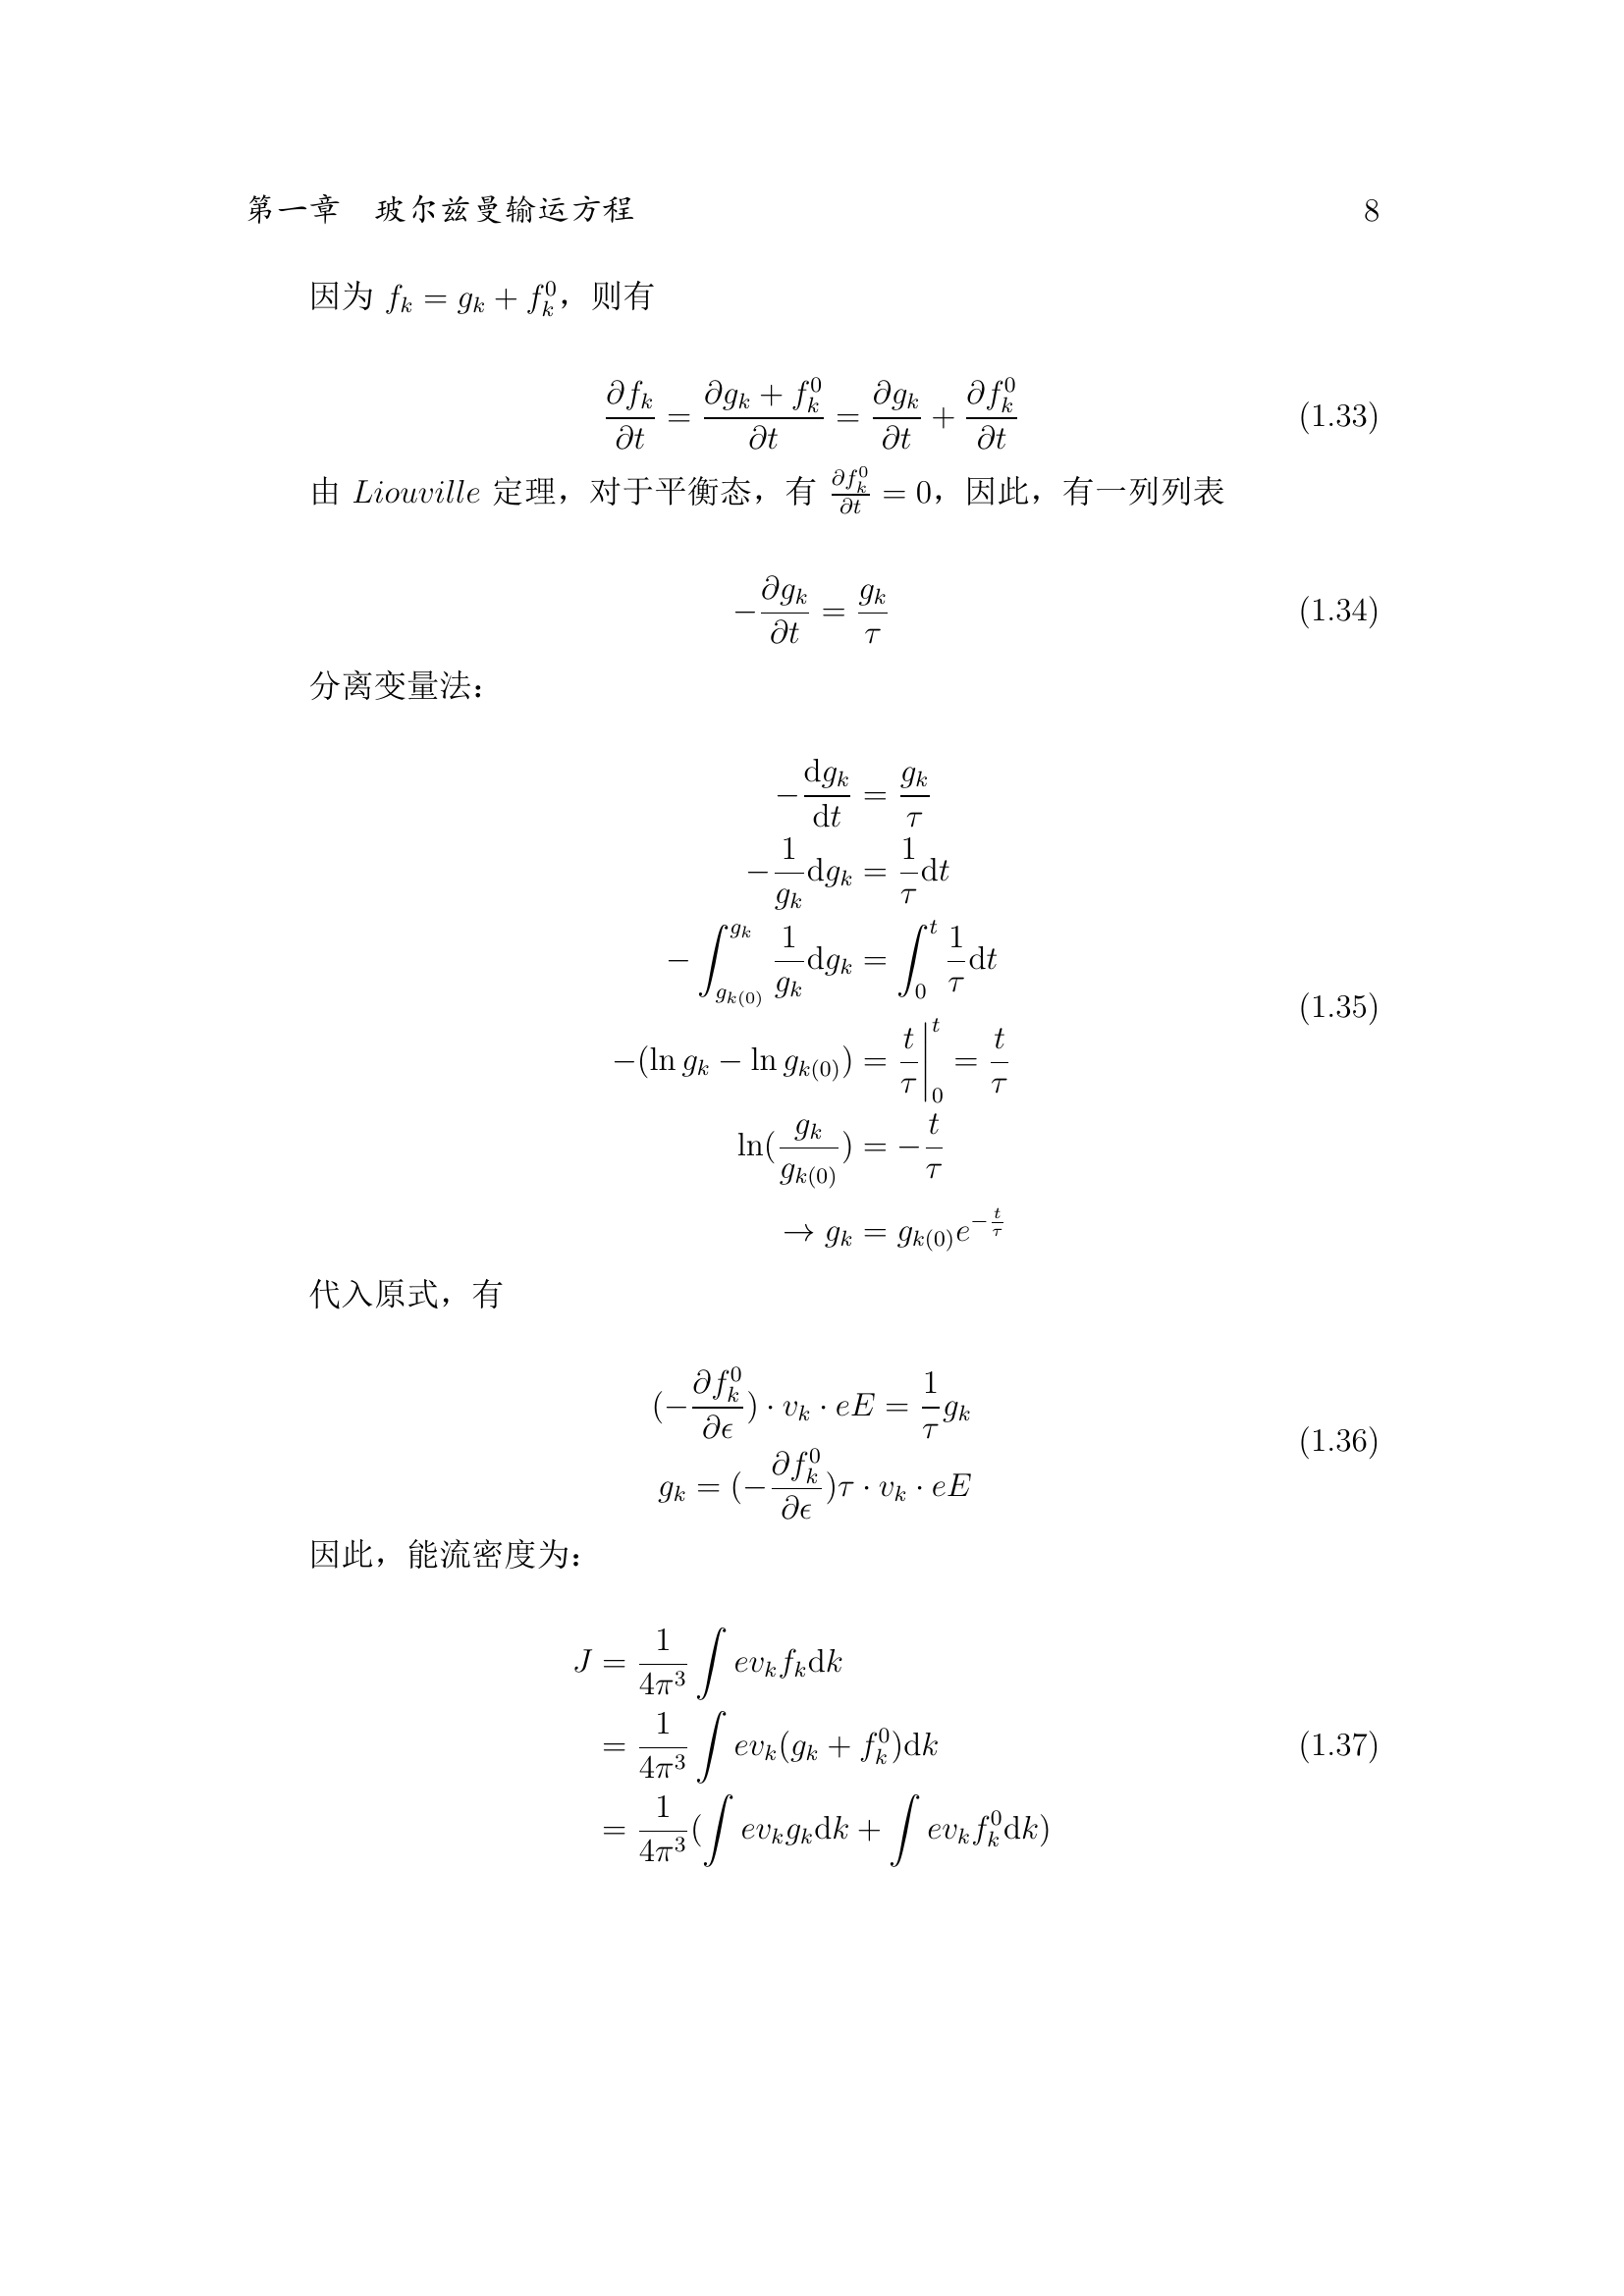 第一章 玻尔兹曼输运方程 8
因为 $f_k = g_k + f_k^0$，则有
$$\frac{\partial f_k}{\partial t} = \frac{\partial g_k + f_k^0}{\partial t} = \frac{\partial g_k}{\partial t} + \frac{\partial f_k^0}{\partial t}$$ (1.33)
由 Liouville 定理，对于平衡态，有 $\frac{\partial f_k^0}{\partial t} = 0$，因此，有一列列表
$$-\frac{\partial g_k}{\partial t} = \frac{g_k}{\tau}$$ (1.34)
分离变量法：
$$-\frac{\mathrm{d}g_k}{\mathrm{d}t} = \frac{g_k}{\tau}$$
$$-\frac{1}{g_k}\mathrm{d}g_k = \frac{1}{\tau}\mathrm{d}t$$
$$-\int_{g_{k(0)}}^{g_k} \frac{1}{g_k}\mathrm{d}g_k = \int_0^t \frac{1}{\tau}\mathrm{d}t$$
(1.35)
$$-(\ln g_k - \ln g_{k(0)}) = \left.\frac{t}{\tau}\right|_0^t = \frac{t}{\tau}$$
$$\ln(\frac{g_k}{g_{k(0)}}) = -\frac{t}{\tau}$$
$$\to g_k = g_{k(0)}e^{-\frac{t}{\tau}}$$
代入原式，有
$$(-\frac{\partial f_k^0}{\partial \epsilon}) \cdot v_k \cdot eE = \frac{1}{\tau}g_k$$
(1.36)
$$g_k = (-\frac{\partial f_k^0}{\partial \epsilon})\tau \cdot v_k \cdot eE$$
因此，能流密度为：
$$J = \frac{1}{4\pi^3}\int ev_k f_k \mathrm{d}k$$
$$= \frac{1}{4\pi^3}\int ev_k(g_k + f_k^0)\mathrm{d}k$$ (1.37)
$$= \frac{1}{4\pi^3}(\int ev_k g_k \mathrm{d}k + \int ev_k f_k^0 \mathrm{d}k)$$